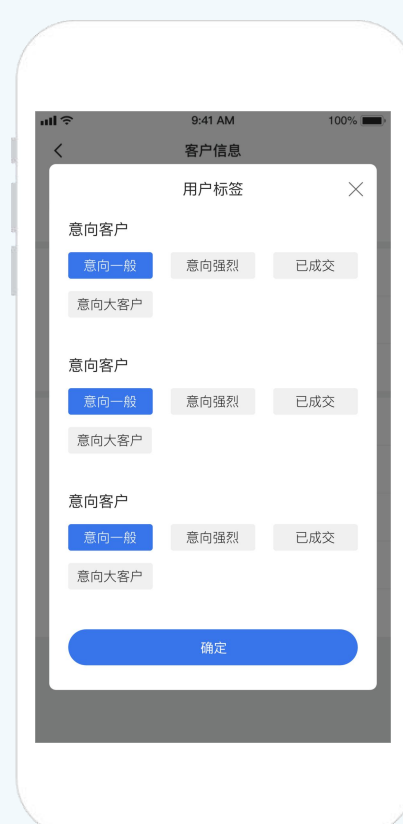 9:41 AM 100%
客户信息
用户标签
意向客户
意向一般 意向强烈 已成交
意向大客户
意向客户
意向一般 意向强烈 已成交
意向大客户
意向客户
意向一般 意向强烈 已成交
意向大客户
确定